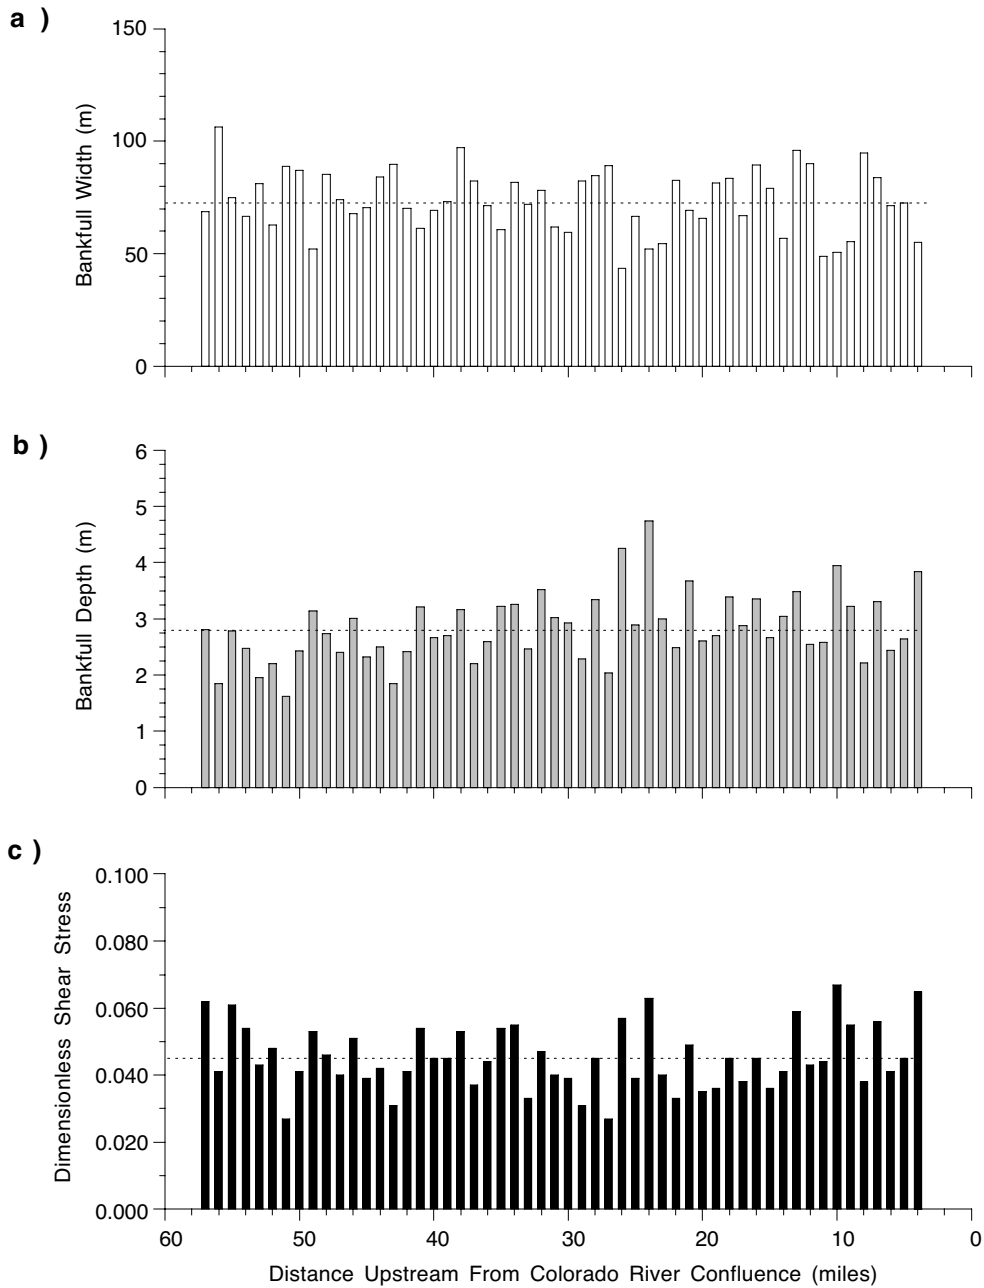 a )
150
100
50
0
Bankfull Width (m)
b )
6
5
4
3
2
1
0
Bankfull Depth (m)
c )
0.100
0.080
0.060
0.040
0.020
0.000
Dimensionless Shear Stress
60 50 40 30 20 10 0
Distance Upstream From Colorado River Confluence (miles)